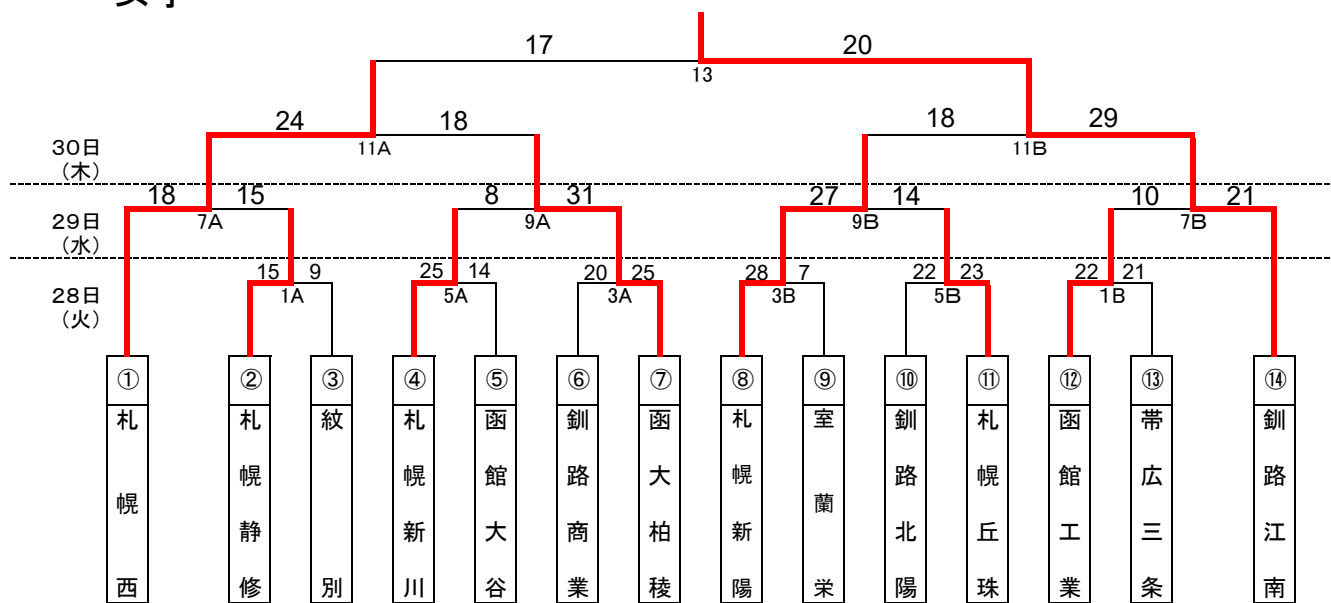 17 20
13
24 18 18 29
11A 11B
30日
(木)
18 15 8 31 27 14 10 21
7A 9A 9B 7B
29日
(水)
15 9 25 14 20 25 28 7 22 23 22 21
1A 5A 3A 3B 5B 1B
28日
(火)
① ② ③ ④ ⑤ ⑥ ⑦ ⑧ ⑨ ⑩ ⑪ ⑫ ⑬ ⑭
札幌西
札幌静修
紋別
札幌新川
函館大谷
釧路商業
函大柏稜
札幌新陽
室蘭栄
釧路北陽
札幌丘珠
函館工業
帯広三条
釧路江南